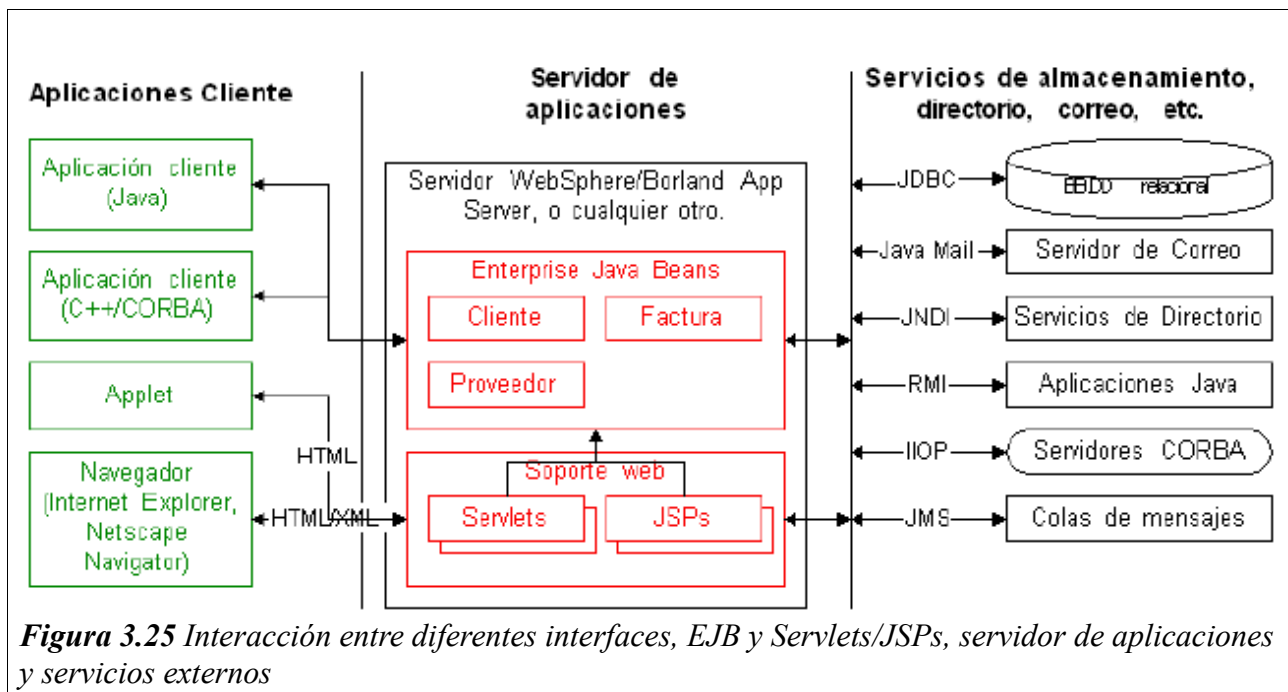 Aplicaciones Cliente
Servidor de
aplicaciones
Servicios de almacenamiento,
directorio, correo, etc.
Aplicación cliente
(Java)
Aplicación cliente
(C++/CORBA)
Applet
Navegador
(Internet Explorer,
Netscape
Navigator)
HTML
HTML/XML
Servidor WebSphere/Borland App
Server, o cualquier otro.
Enterprise Java Beans
Cliente
Factura
Proveedor
Soporte web
Servlets
JSPs
JDBC
relacional
Java Mail
Servidor de Correo
JNDI
Servicios de Directorio
RMI
Aplicaciones Java
IIOP
Servidores CORBA
JMS
Colas de mensajes
Figura 3.25 Interacción entre diferentes interfaces, EJB y Servlets/JSPs, servidor de aplicaciones
y servicios externos